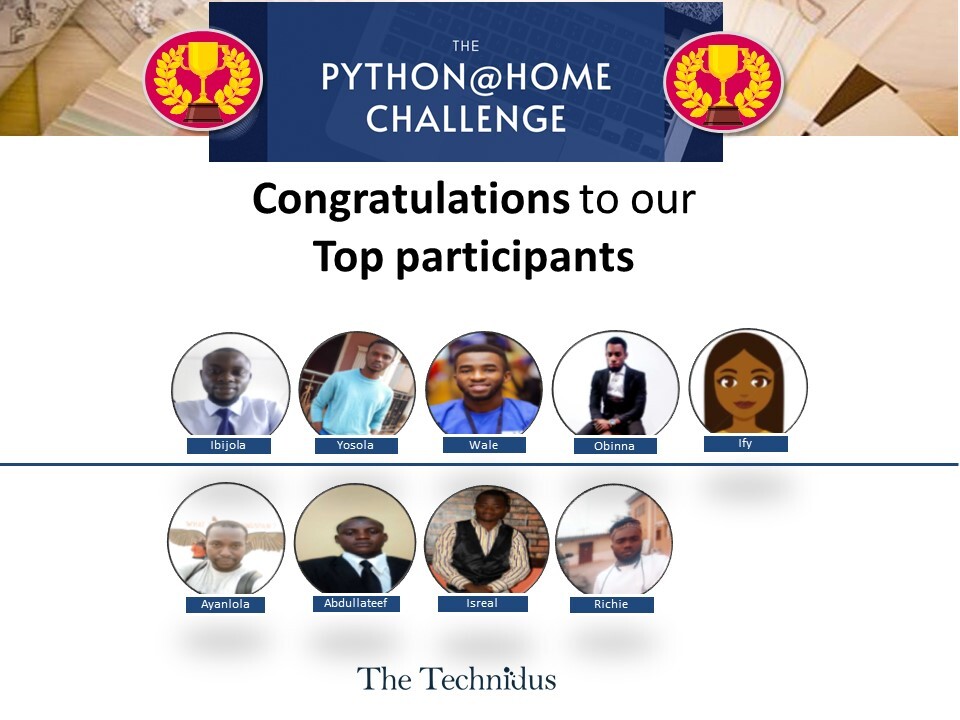 THE
PYTHON@HOME
CHALLENGE
Congratulations to our
Top participants
Ibijola
Yosola
Wale
Obinna
Ify
Ayanlola
Abdullateef
Isreal
Richie
The Technidus